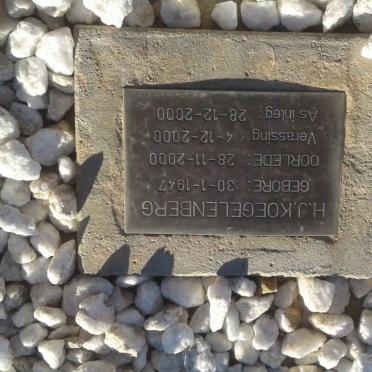 H.J.KOEGELENBERG
GEBORE: 30-1-1947
OORLEDE: 28-11-2000
Verassing: 4-12-2000
As inleg: 28-12-2000